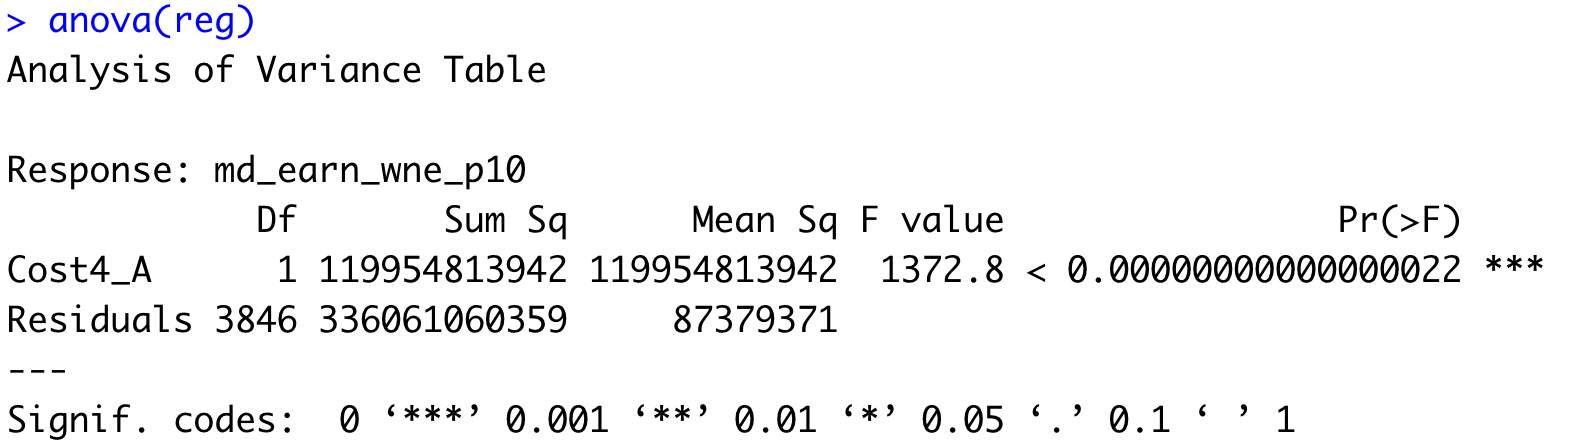 > anova(reg)
Analysis of Variance Table
Response: md_earn_wne_p10
Df Sum Sq Mean Sq F value Pr(>F)
Cost4_A 1 119954813942 119954813942 1372.8 < 0.00000000000000022 ***
Residuals 3846 336061060359 87379371
---
Signif. codes: 0 ‘***’ 0.001 ‘**’ 0.01 ‘*’ 0.05 ‘.’ 0.1 ‘ ’ 1